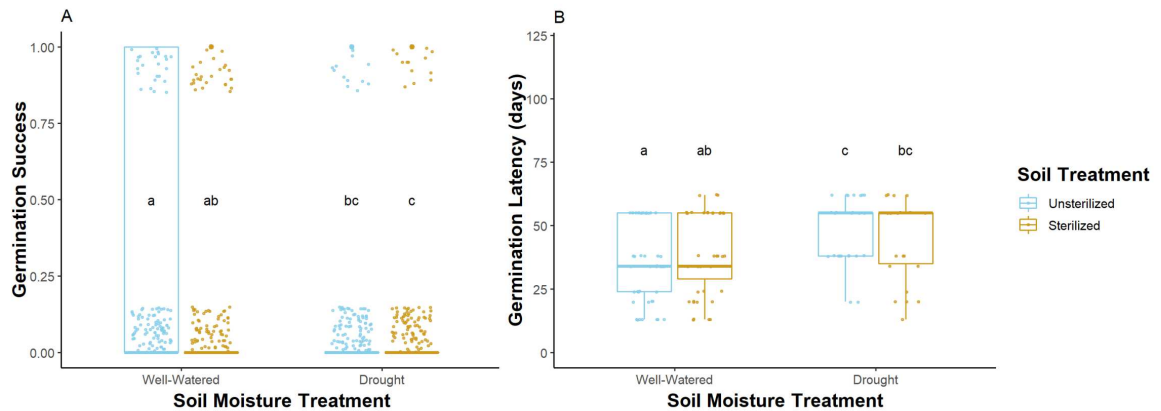 A
Germination Success
1.00
0.75
0.50
0.25
0.00
a
ab
bc
c
Well-Watered
Drought
Soil Moisture Treatment
B
Germination Latency (days)
125
100
75
50
25
0
a
ab
c
bc
Well-Watered
Drought
Soil Moisture Treatment
Soil Treatment
Unsterilized
Sterilized